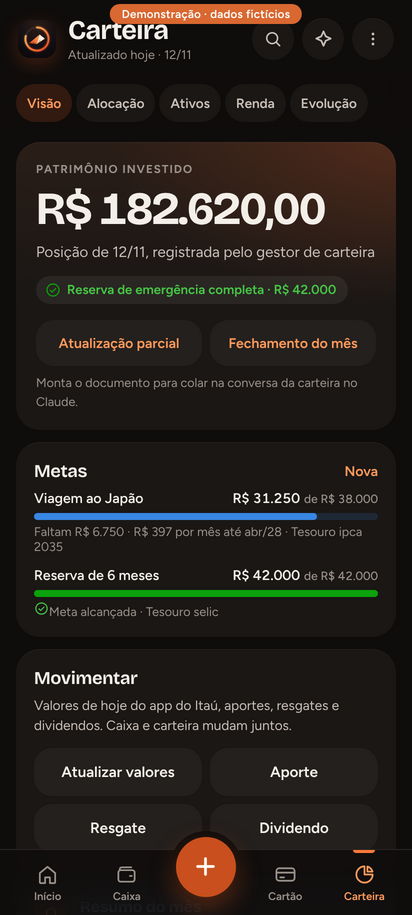 Demonstração · dados fictícios
Carteira
Atualizado hoje · 12/11
Visão
Alocação
Ativos
Renda
Evolução
PATRIMÔNIO INVESTIDO
R$ 182.620,00
Posição de 12/11, registrada pelo gestor de carteira
Reserva de emergência completa · R$ 42.000
Atualização parcial
Fechamento do mês
Monta o documento para colar na conversa da carteira no
Claude.
Metas
Nova
Viagem ao Japão
R$ 31.250 de R$ 38.000
Faltam R$ 6.750 · R$ 397 por mês até abr/28 · Tesouro ipca
2035
Reserva de 6 meses
R$ 42.000 de R$ 42.000
Meta alcançada · Tesouro selic
Movimentar
Valores de hoje do app do Itaú, aportes, resgates e
dividendos. Caixa e carteira mudam juntos.
Atualizar valores
Aporte
Resgate
Dividendo
Resumo do mês
Início
Caixa
Cartão
Carteira